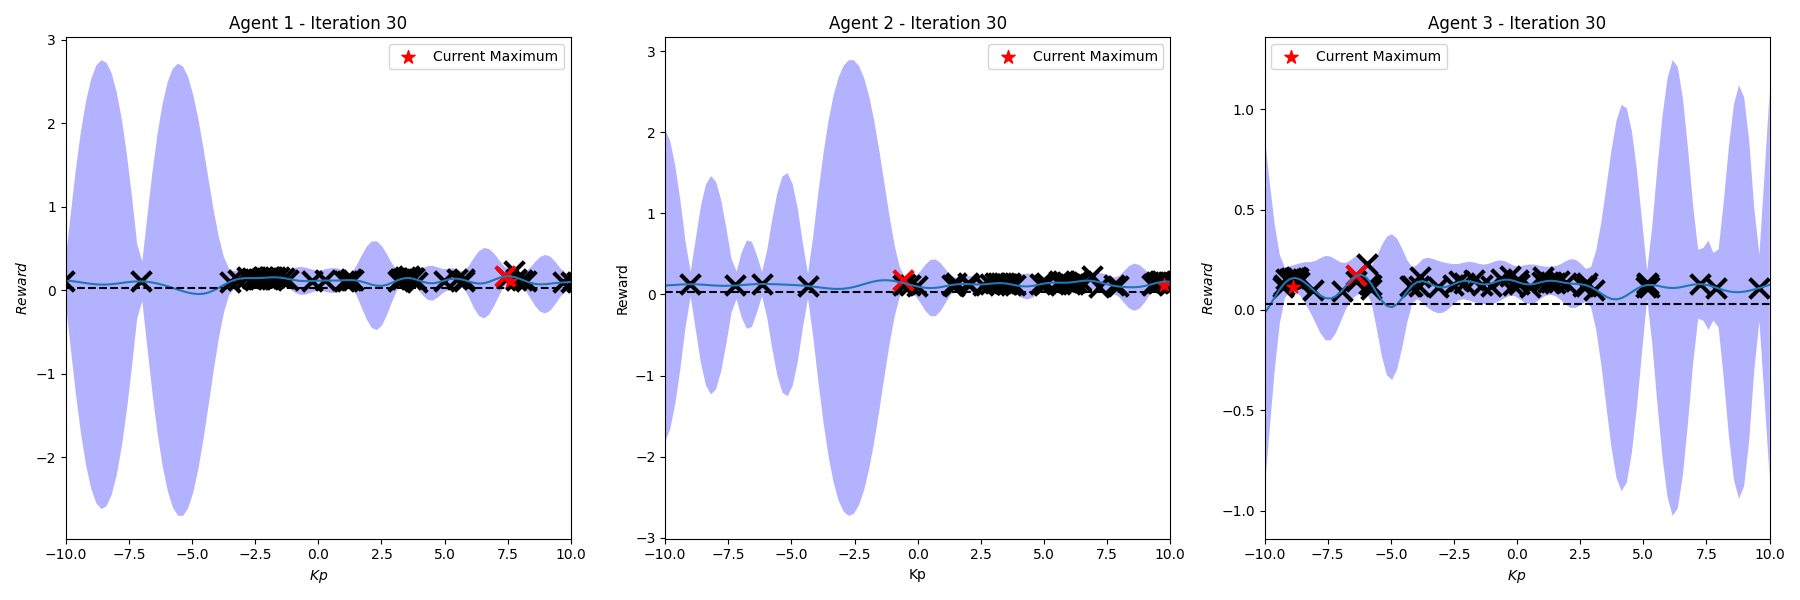 Agent 1 - Iteration 30
Current Maximum
Reward
3
2
1
0
−1
−2
−10.0 −7.5 −5.0 −2.5 0.0 2.5 5.0 7.5 10.0
Kp
Agent 2 - Iteration 30
Current Maximum
Reward
3
2
1
0
−1
−2
−3
−10.0 −7.5 −5.0 −2.5 0.0 2.5 5.0 7.5 10.0
Kp
Agent 3 - Iteration 30
Current Maximum
Reward
1.0
0.5
0.0
−0.5
−1.0
−10.0 −7.5 −5.0 −2.5 0.0 2.5 5.0 7.5 10.0
Kp